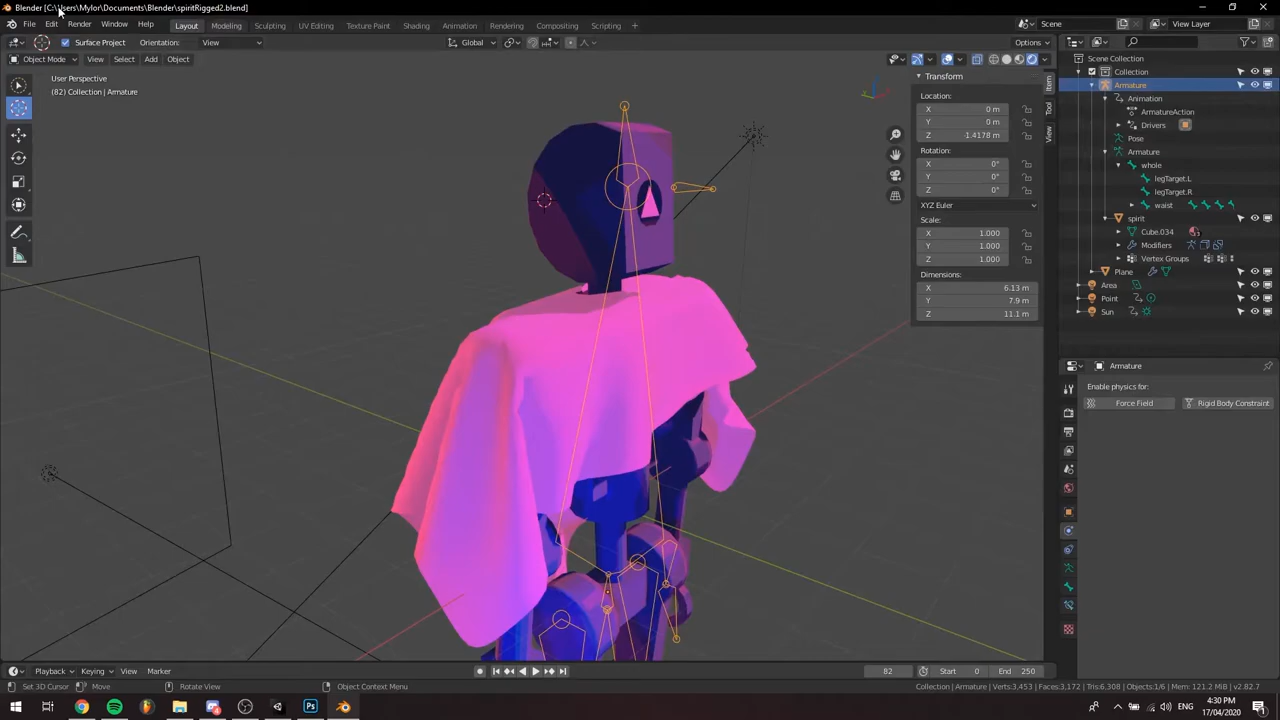 Blender [C:\Users\Mylor\Documents\Blender\spiritRigged2.blend]
File Edit Render Window Help Layout Modeling Sculpting UV Editing Texture Paint Shading Animation Rendering Compositing Scripting + Scene View Layer
Surface Project Orientation: View Global Options
Object Mode View Select Add Object
User Perspective
(82) Collection | Armature
Transform
Location:
X 0 m
Y 0 m
Z -1.4178 m
Rotation:
X 0°
Y 0°
Z 0°
XYZ Euler
Scale:
X 1.000
Y 1.000
Z 1.000
Dimensions:
X 6.13 m
Y 7.9 m
Z 11.1 m
Item
Tool
View
Scene Collection
Collection
Armature
Animation
ArmatureAction
Drivers
Pose
Armature
whole
legTarget.L
legTarget.R
waist
spirit
Cube.034
Modifiers
Vertex Groups
Plane
Area
Point
Sun
Armature
Enable physics for:
Force Field Rigid Body Constraint
Playback Keying View Marker 82 Start 0 End 250
Set 3D Cursor Move Rotate View Object Context Menu Collection | Armature | Verts:3,453 | Faces:3,172 | Tris:6,308 | Objects:1/6 | Mem: 121.2 MiB | v2.82.7
ENG 4:30 PM
17/04/2020